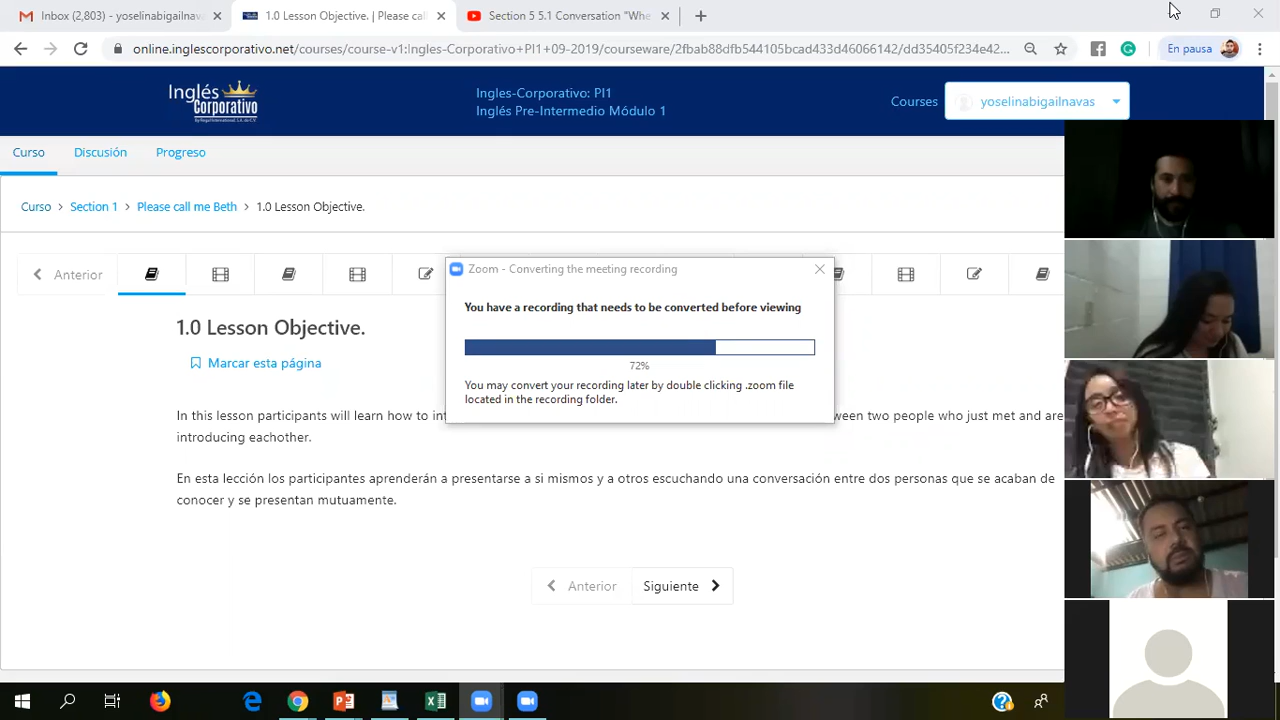 Inbox (2,803) - yoselinabigailnava
1.0 Lesson Objective. | Please call
Section 5 5.1 Conversation "Whe
online.inglescorporativo.net/courses/course-v1:Ingles-Corporativo+PI1+09-2019/courseware/2fbab88dfb544105bcad433d46066142/dd35405f234e42...
En pausa
Inglés
Corporativo
Ingles-Corporativo: PI1
Inglés Pre-Intermedio Módulo 1
Courses
yoselinabigailnavas
Curso
Discusión
Progreso
Curso > Section 1 > Please call me Beth > 1.0 Lesson Objective.
Anterior
Zoom - Converting the meeting recording
You have a recording that needs to be converted before viewing
72%
You may convert your recording later by double clicking .zoom file
located in the recording folder.
1.0 Lesson Objective.
Marcar esta página
In this lesson participants will learn how to int
ween two people who just met and are
introducing eachother.
En esta lección los participantes aprenderán a presentarse a si mismos y a otros escuchando una conversación entre dos personas que se acaban de
conocer y se presentan mutuamente.
Anterior
Siguiente